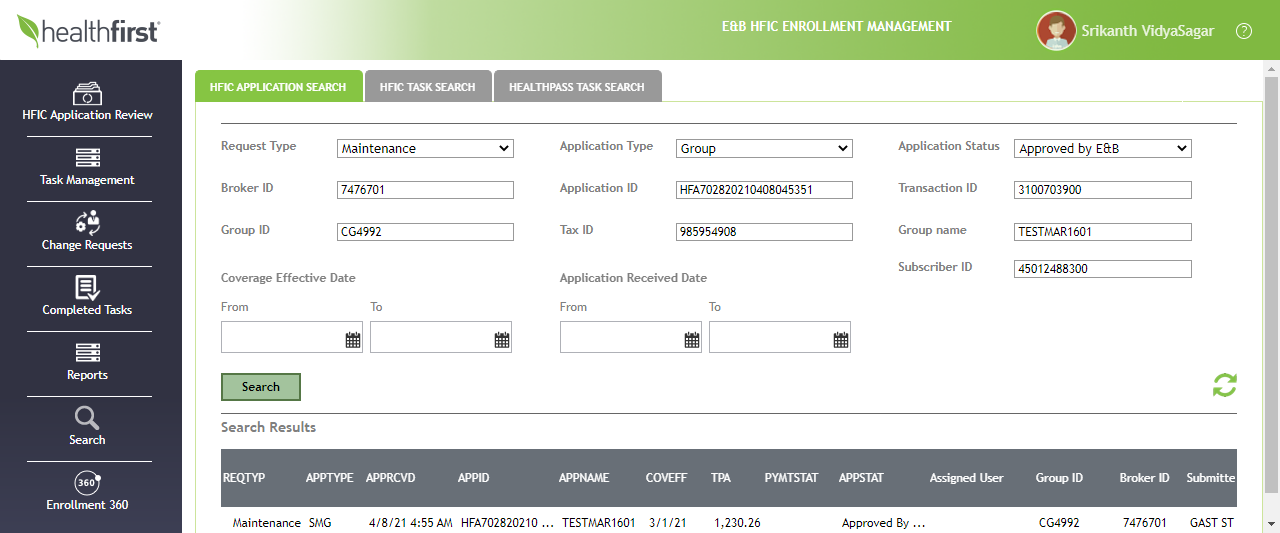 healthfirst
E&B HFIC ENROLLMENT MANAGEMENT
Srikanth VidyaSagar
?
HFIC Application Review
Task Management
Change Requests
Completed Tasks
Reports
Search
360
Enrollment 360
HFIC APPLICATION SEARCH HFIC TASK SEARCH HEALTHPASS TASK SEARCH
Request Type Maintenance Application Type Group Application Status Approved by E&B
Broker ID 7476701 Application ID HFA702820210408045351 Transaction ID 3100703900
Group ID CG4992 Tax ID 985954908 Group name TESTMAR1601
Subscriber ID 45012488300
Coverage Effective Date Application Received Date
From To From To
Search
Search Results
REQTYP APPTYPE APPRCVD APPID APPNAME COVEFF TPA PYMTSTAT APPSTAT Assigned User Group ID Broker ID Submitte
Maintenance SMG 4/8/21 4:55 AM HFA702820210 ... TESTMAR1601 3/1/21 1,230.26 Approved By ... CG4992 7476701 GAST ST